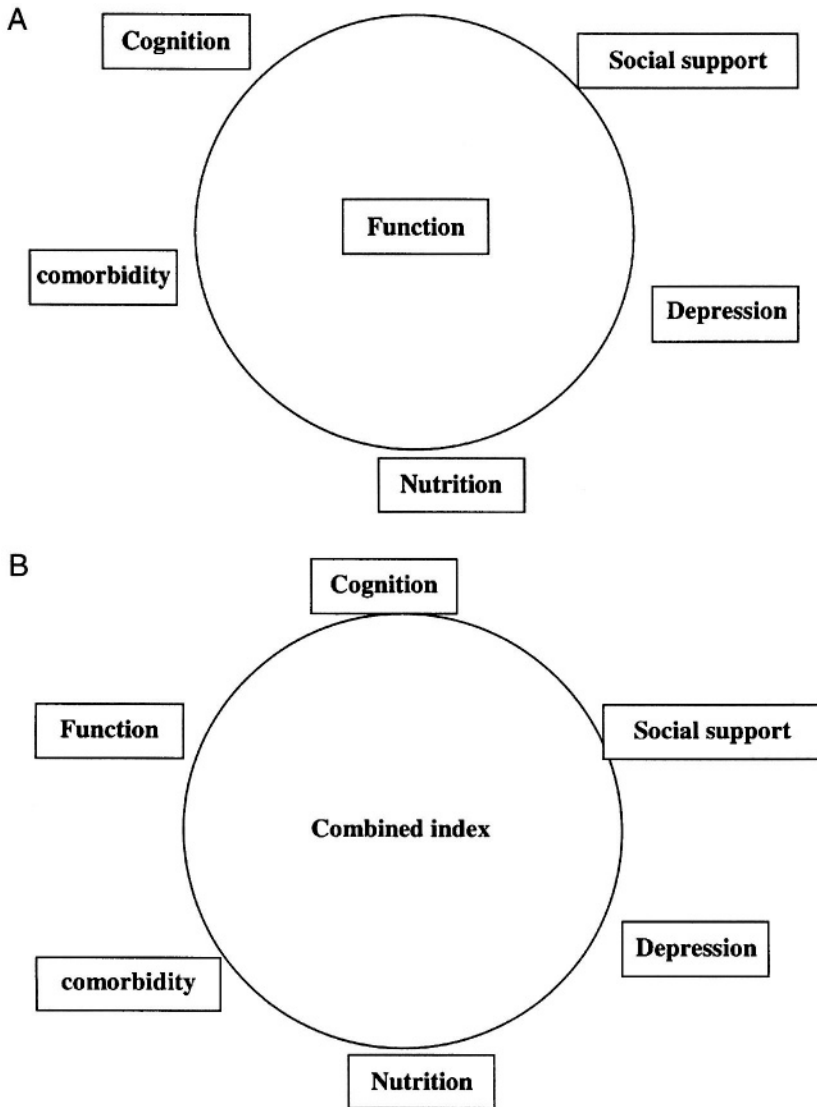 A
Cognition
Social support
Function
comorbidity
Depression
Nutrition
B
Cognition
Function
Social support
Combined index
Depression
comorbidity
Nutrition